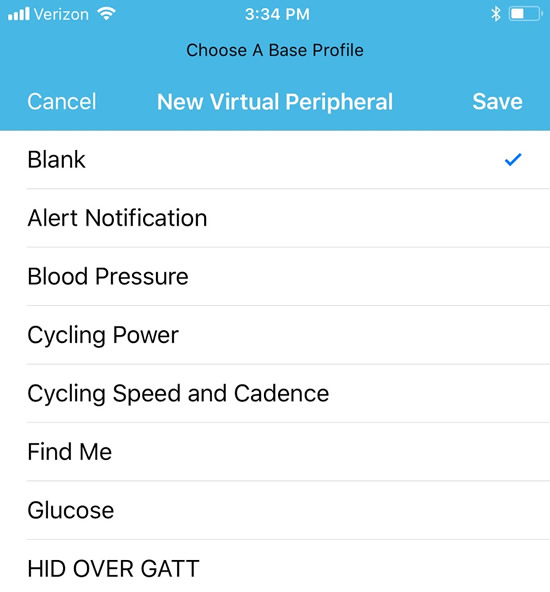 Verizon 3:34 PM
Choose A Base Profile
Cancel New Virtual Peripheral Save
Blank
Alert Notification
Blood Pressure
Cycling Power
Cycling Speed and Cadence
Find Me
Glucose
HID OVER GATT